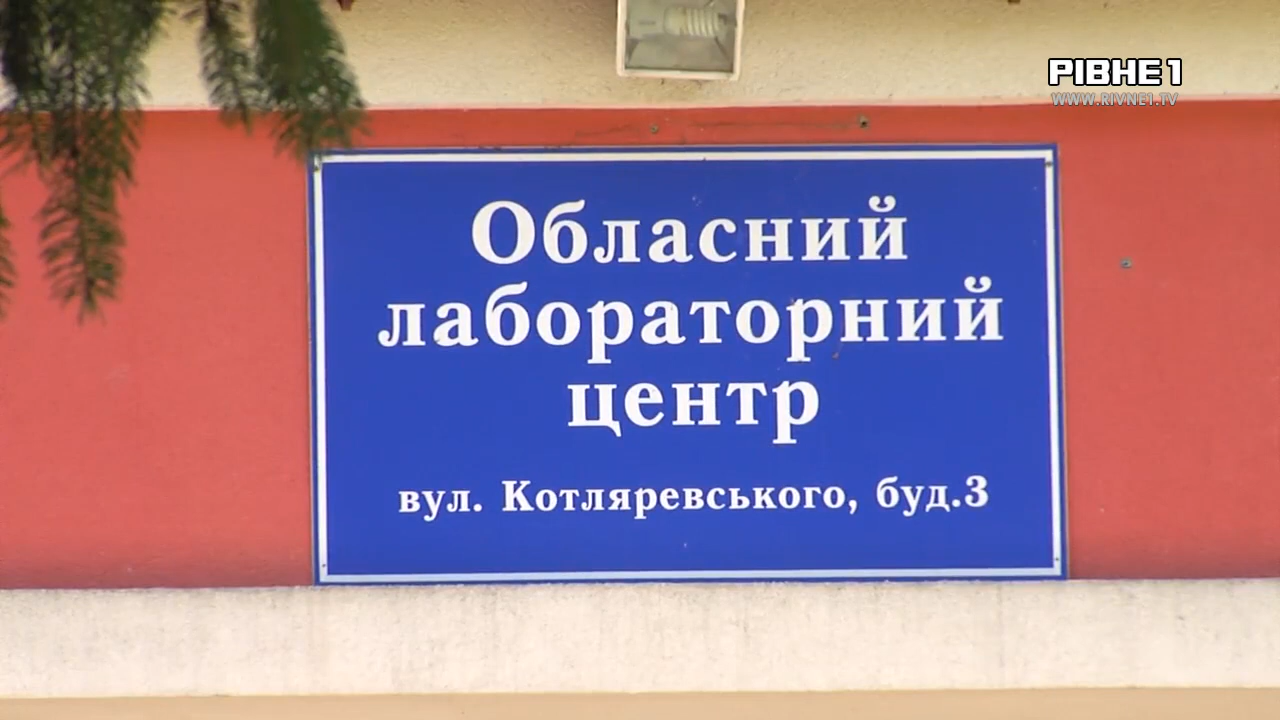 РІВНЕ 1
WWW.RIVNE1.TV
Обласний
лабораторний
центр
вул. Котляревського, буд.3